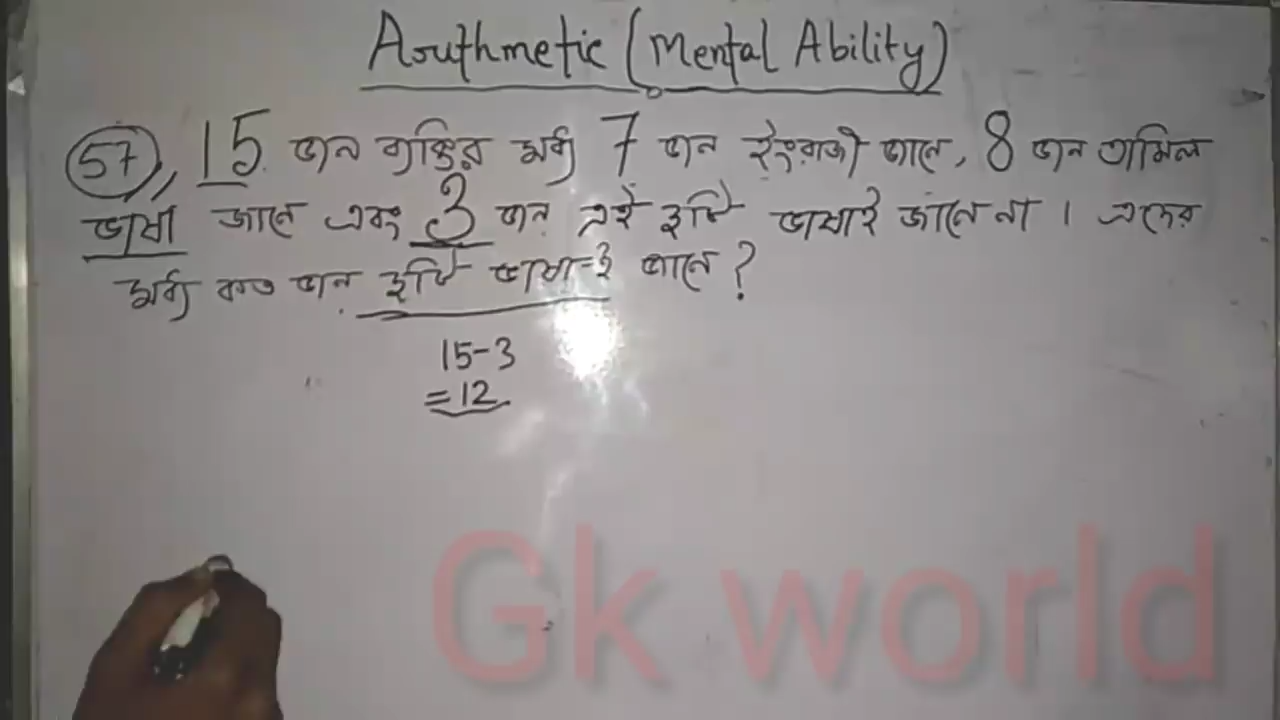 Arithmetic (Mental Ability)
57, 15 জন ব্যক্তির মধ্যে 7 জন ইংরাজী জানে, 8 জন তামিল
ভাষা জানে এবং 3 জন এই দুটি ভাষাই জানে না । এদের
মধ্যে কত জন দুটি ভাষা-ই জানে ?
15-3
=12
Gk world